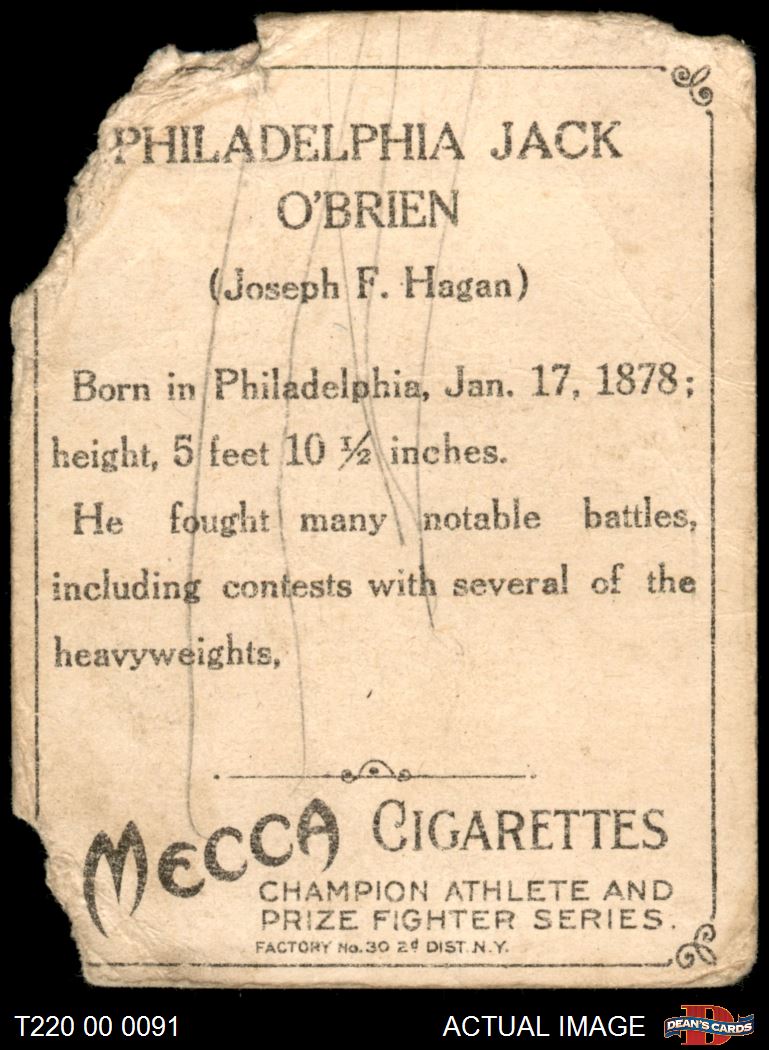 PHILADELPHIA JACK
O'BRIEN
(Joseph F. Hagan)
Born in Philadelphia, Jan. 17, 1878;
height, 5 feet 10 ½ inches.
He fought many notable battles,
including contests with several of the
heavyweights,
MECCA CIGARETTES
CHAMPION ATHLETE AND
PRIZE FIGHTER SERIES.
FACTORY No. 30 2d DIST. N.Y.
T220 00 0091
ACTUAL IMAGE
D
DEAN'S CARDS